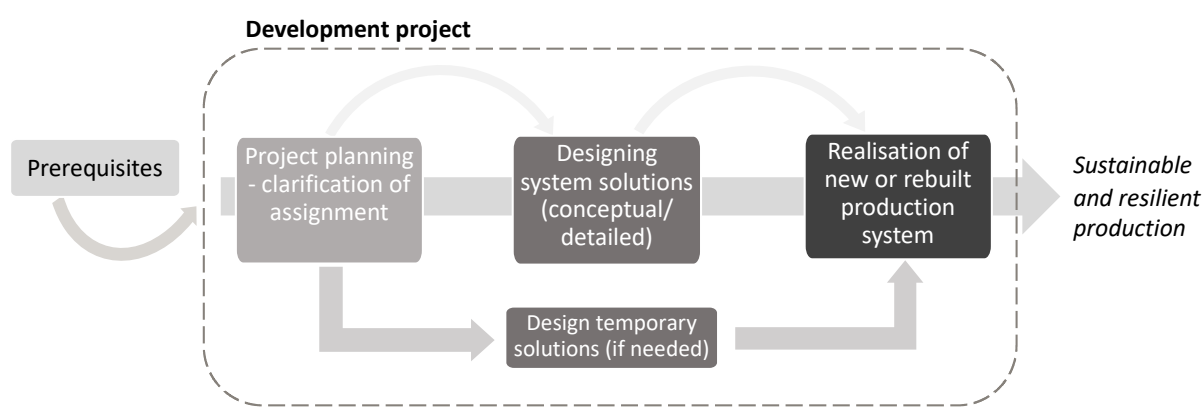 Development project
Prerequisites
Project planning
- clarification of
assignment
Designing
system solutions
(conceptual/
detailed)
Realisation of
new or rebuilt
production
system
Sustainable
and resilient
production
Design temporary
solutions (if needed)